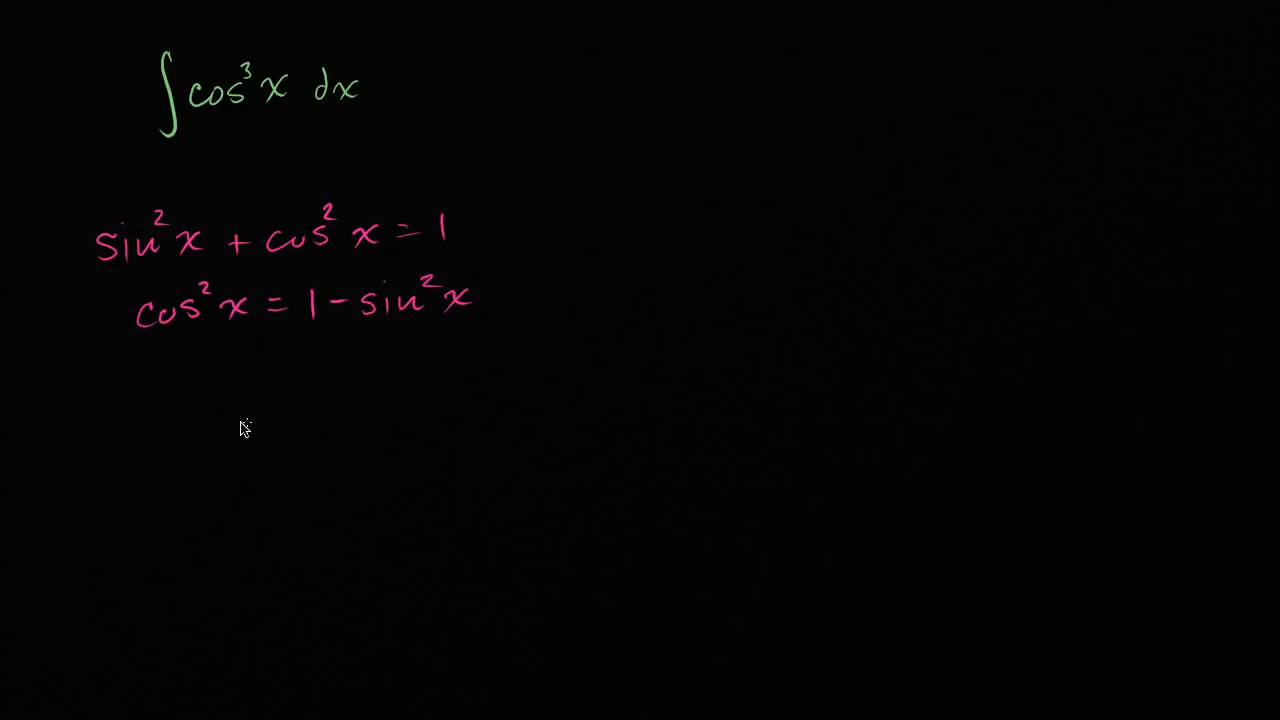 ∫cos³x dx
sin²x + cos²x = 1
cos²x = 1 - sin²x